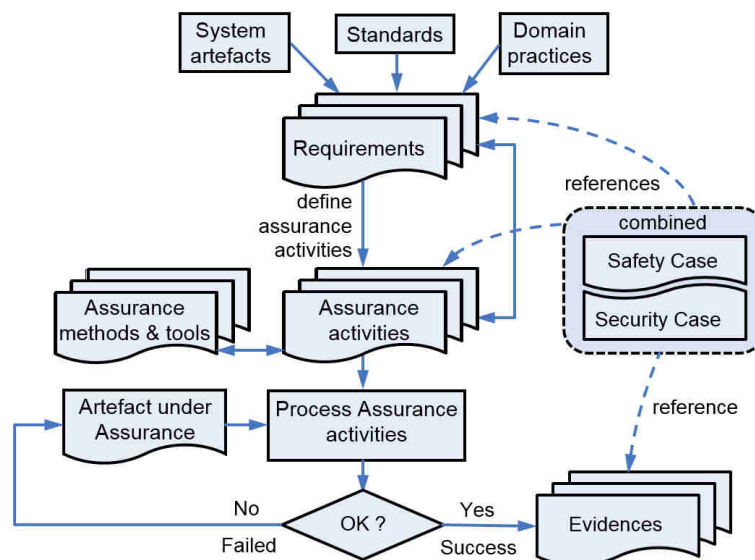 System
artefacts
Standards
Domain
practices
Requirements
define
assurance
activities
references
combined
Safety Case
Security Case
Assurance
methods & tools
Assurance
activities
Artefact under
Assurance
Process Assurance
activities
reference
No
Failed
OK ?
Yes
Success
Evidences